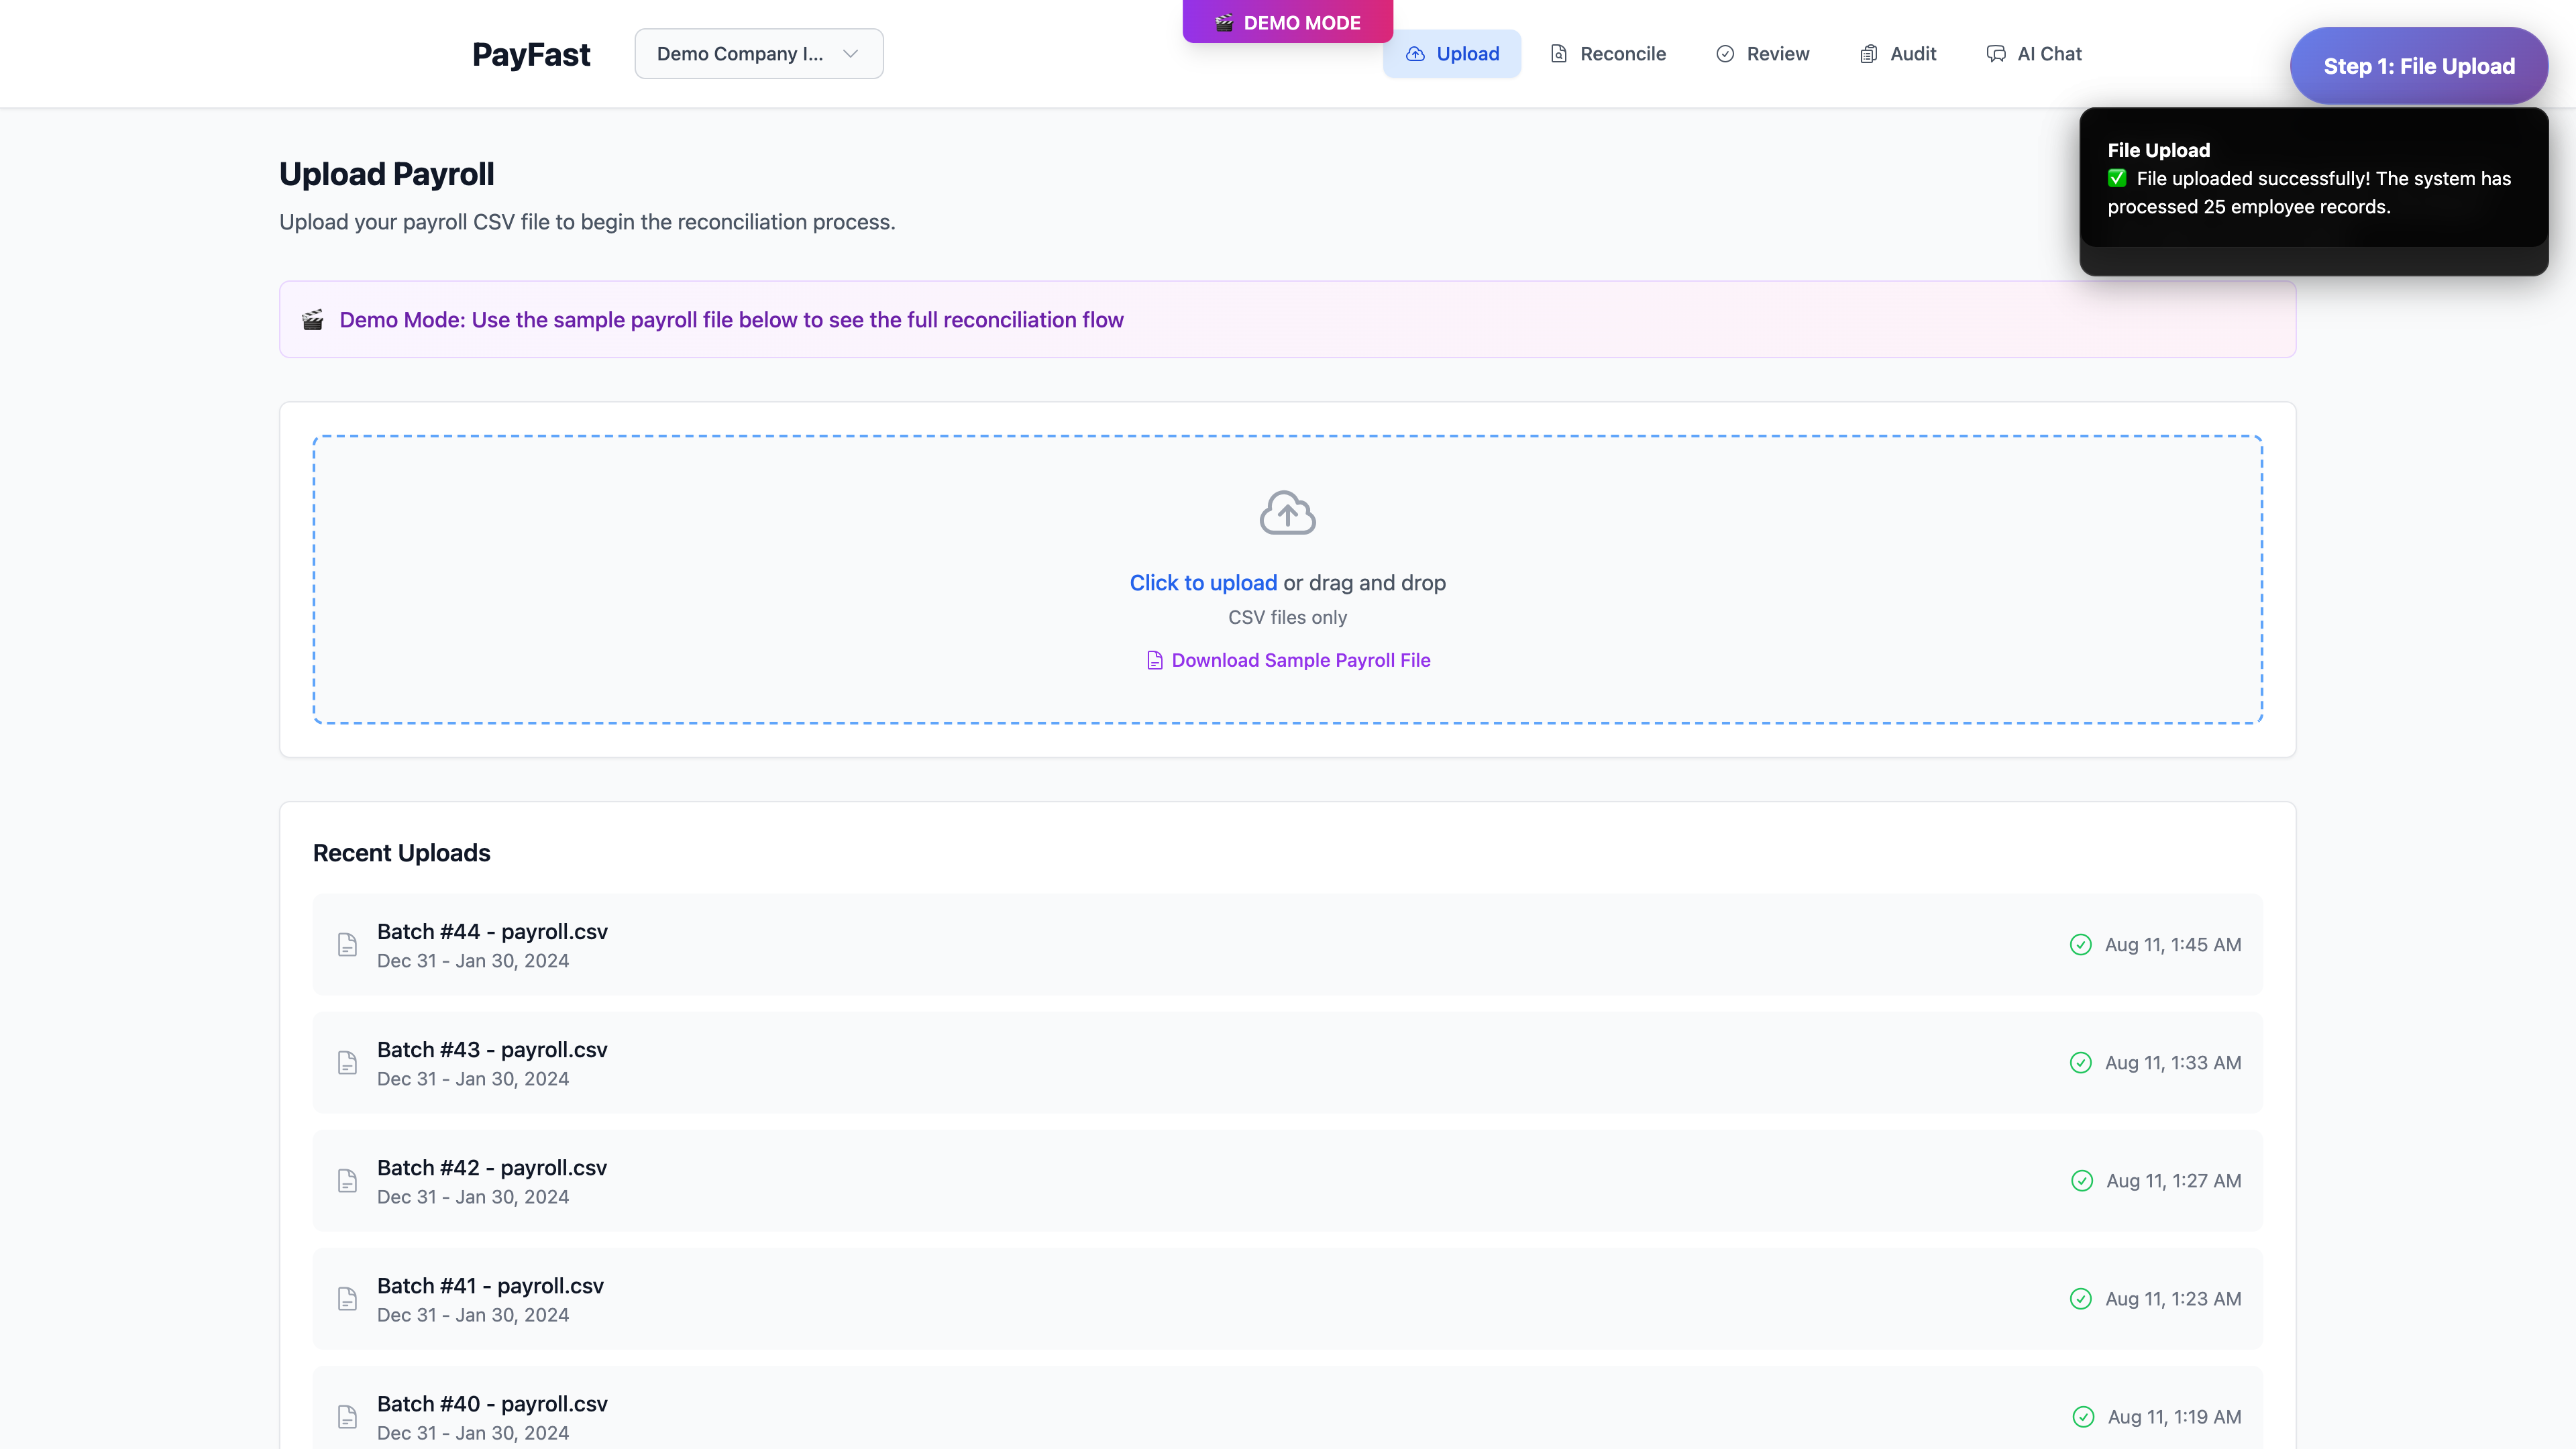 🎬 DEMO MODE
PayFast
Demo Company I...
Upload
Reconcile
Review
Audit
AI Chat
Step 1: File Upload
File Upload
✅ File uploaded successfully! The system has
processed 25 employee records.
Upload Payroll
Upload your payroll CSV file to begin the reconciliation process.
🎬 Demo Mode: Use the sample payroll file below to see the full reconciliation flow
Click to upload or drag and drop
CSV files only
Download Sample Payroll File
Recent Uploads
Batch #44 - payroll.csv
Dec 31 - Jan 30, 2024
Aug 11, 1:45 AM
Batch #43 - payroll.csv
Dec 31 - Jan 30, 2024
Aug 11, 1:33 AM
Batch #42 - payroll.csv
Dec 31 - Jan 30, 2024
Aug 11, 1:27 AM
Batch #41 - payroll.csv
Dec 31 - Jan 30, 2024
Aug 11, 1:23 AM
Batch #40 - payroll.csv
Dec 31 - Jan 30, 2024
Aug 11, 1:19 AM